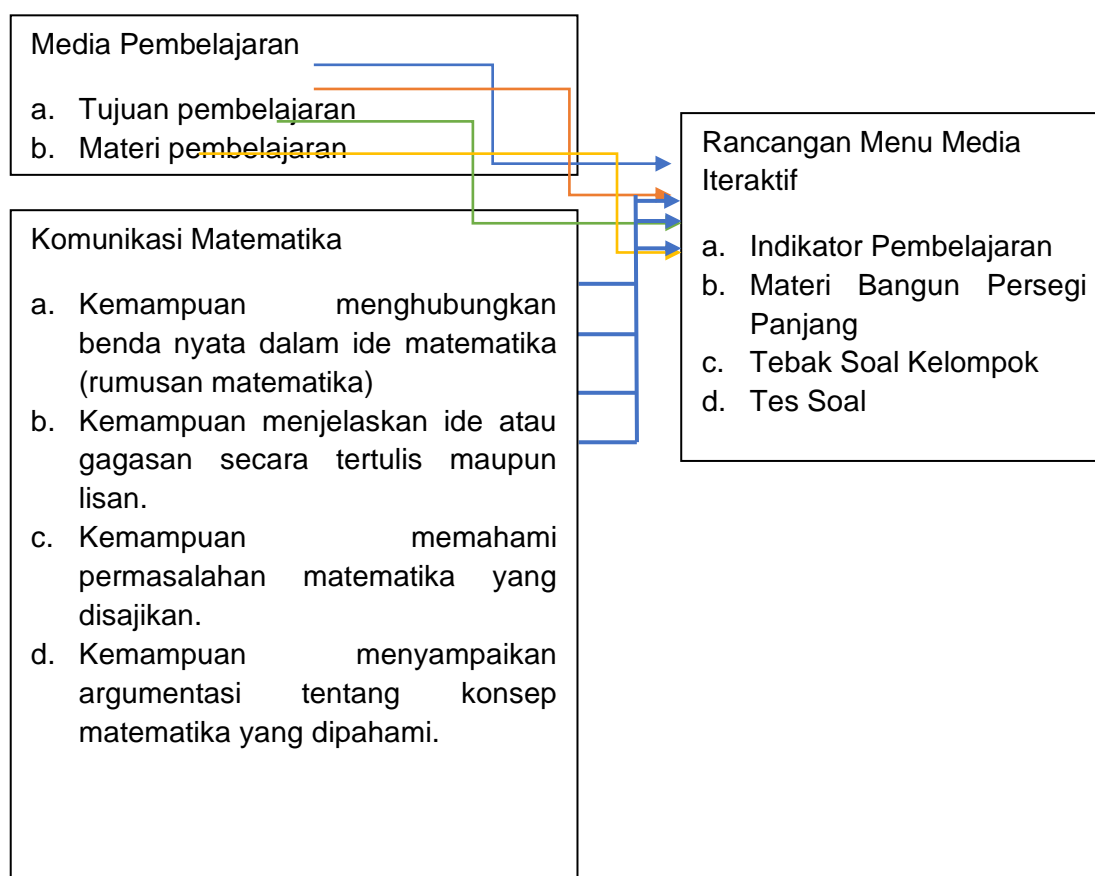 Media Pembelajaran
a. Tujuan pembelajaran
b. Materi pembelajaran
Komunikasi Matematika
a. Kemampuan menghubungkan
benda nyata dalam ide matematika
(rumusan matematika)
b. Kemampuan menjelaskan ide atau
gagasan secara tertulis maupun
lisan.
c. Kemampuan memahami
permasalahan matematika yang
disajikan.
d. Kemampuan menyampaikan
argumentasi tentang konsep
matematika yang dipahami.
Rancangan Menu Media
Iteraktif
a. Indikator Pembelajaran
b. Materi Bangun Persegi
Panjang
c. Tebak Soal Kelompok
d. Tes Soal